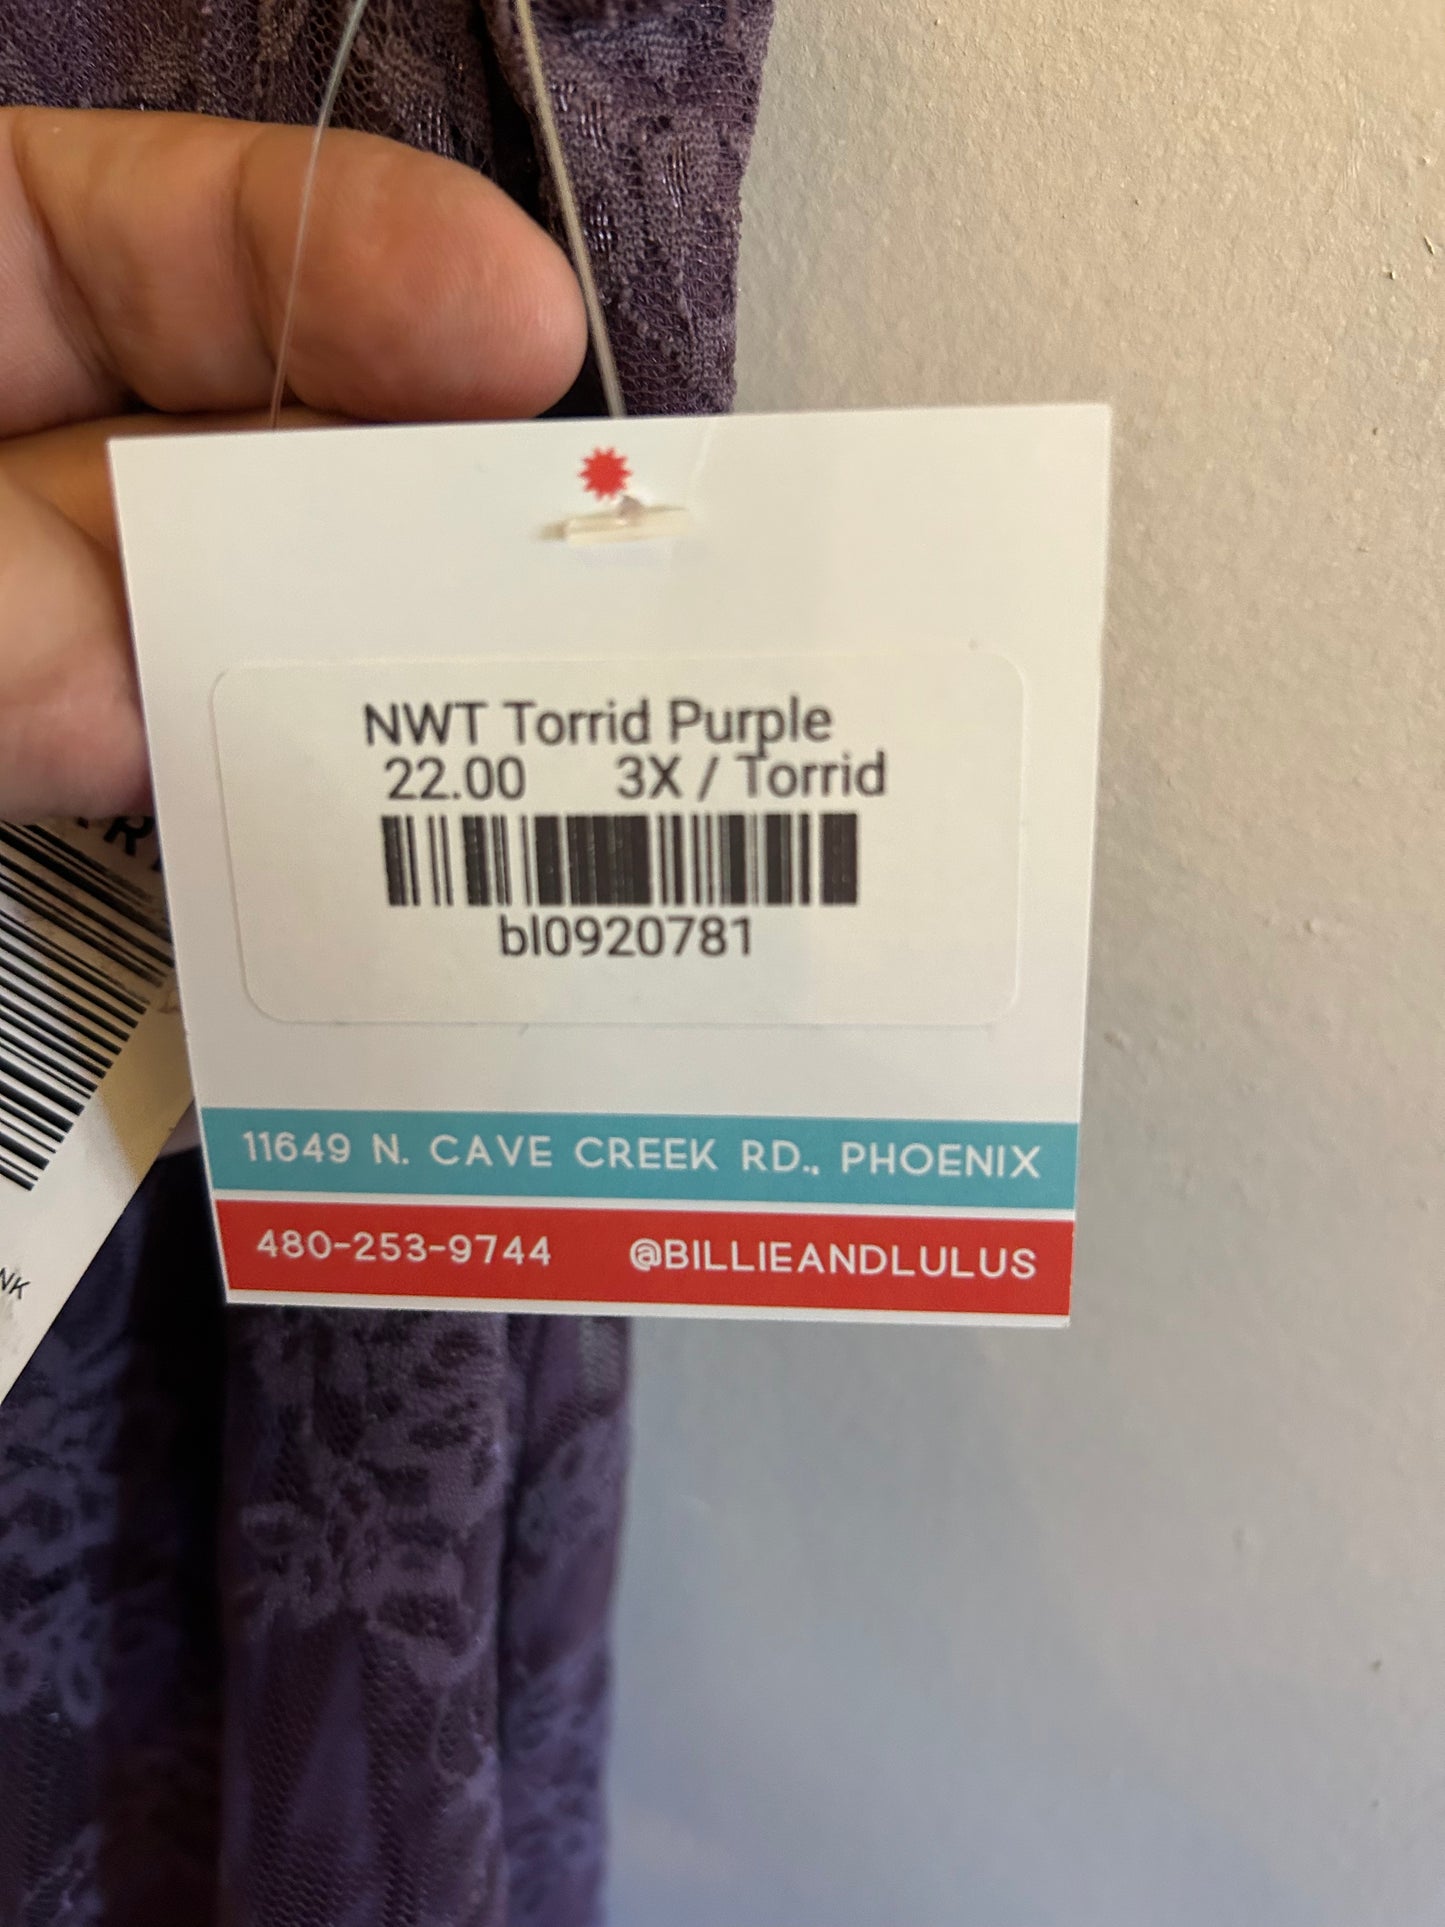 NWT Torrid Purple
22.00 3X / Torrid
bl0920781
11649 N. CAVE CREEK RD., PHOENIX
480-253-9744 @BILLIEANDLULUS